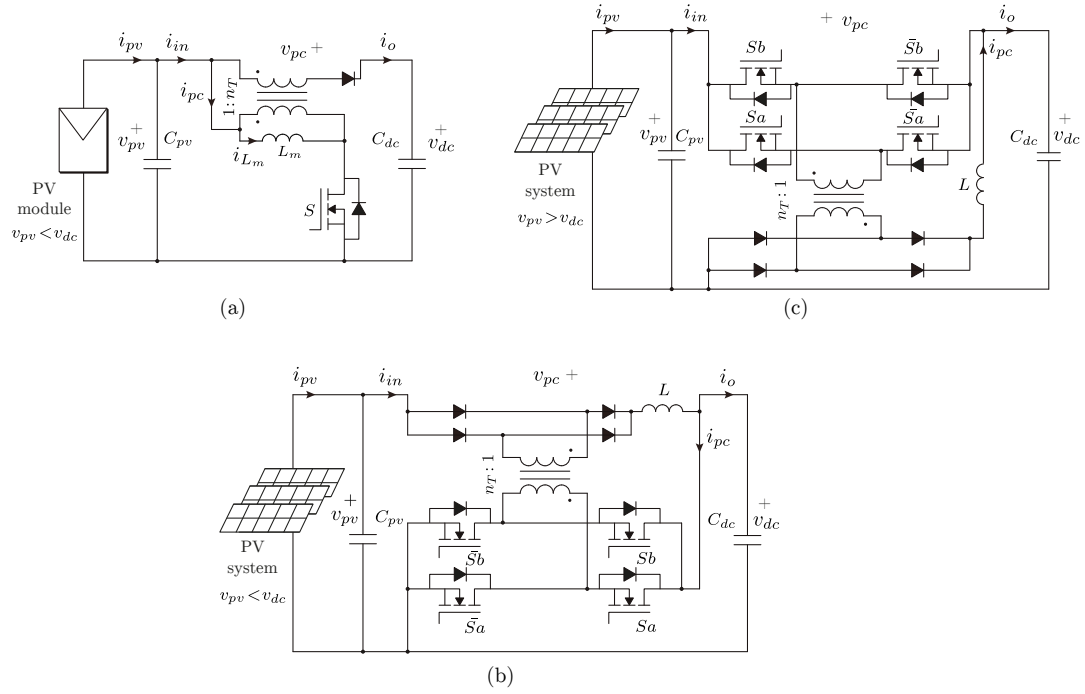 i_pv
i_in
v_pc +
i_o
i_pc
1:n_T
+
v_pv
C_pv
i_Lm
L_m
C_dc
+
v_dc
S
PV
module
v_pv<v_dc
(a)
i_pv
i_in
+ v_pc
i_o
Sb
S̄b
i_pc
Sa
S̄a
+
v_pv
C_pv
C_dc
+
v_dc
PV
system
v_pv>v_dc
n_T:1
L
(c)
i_pv
i_in
v_pc +
L
i_o
i_pc
n_T:1
+
v_pv
C_pv
C_dc
+
v_dc
PV
system
v_pv<v_dc
S̄b
Sb
S̄a
Sa
(b)